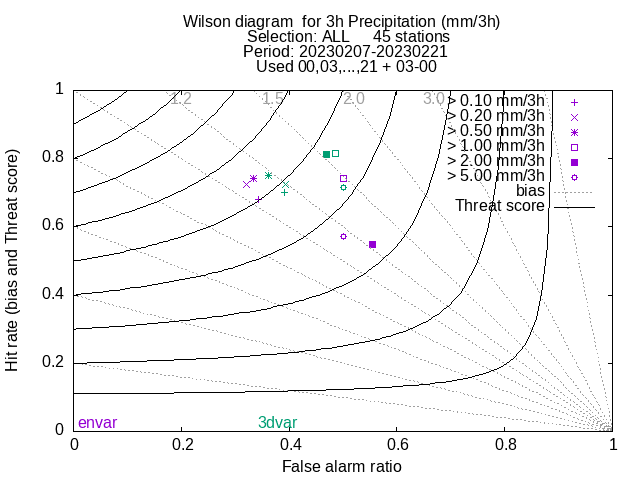 Wilson diagram  for 3h Precipitation (mm/3h)
Selection: ALL     45 stations
Period: 20230207-20230221
Used 00,03,...,21 + 03-00
1.2 1.5 2.0 3.0
> 0.10 mm/3h
> 0.20 mm/3h
> 0.50 mm/3h
> 1.00 mm/3h
> 2.00 mm/3h
> 5.00 mm/3h
bias
Threat score
Hit rate (bias and Threat score)
1
0.8
0.6
0.4
0.2
0
envar 3dvar
0 0.2 0.4 0.6 0.8 1
False alarm ratio